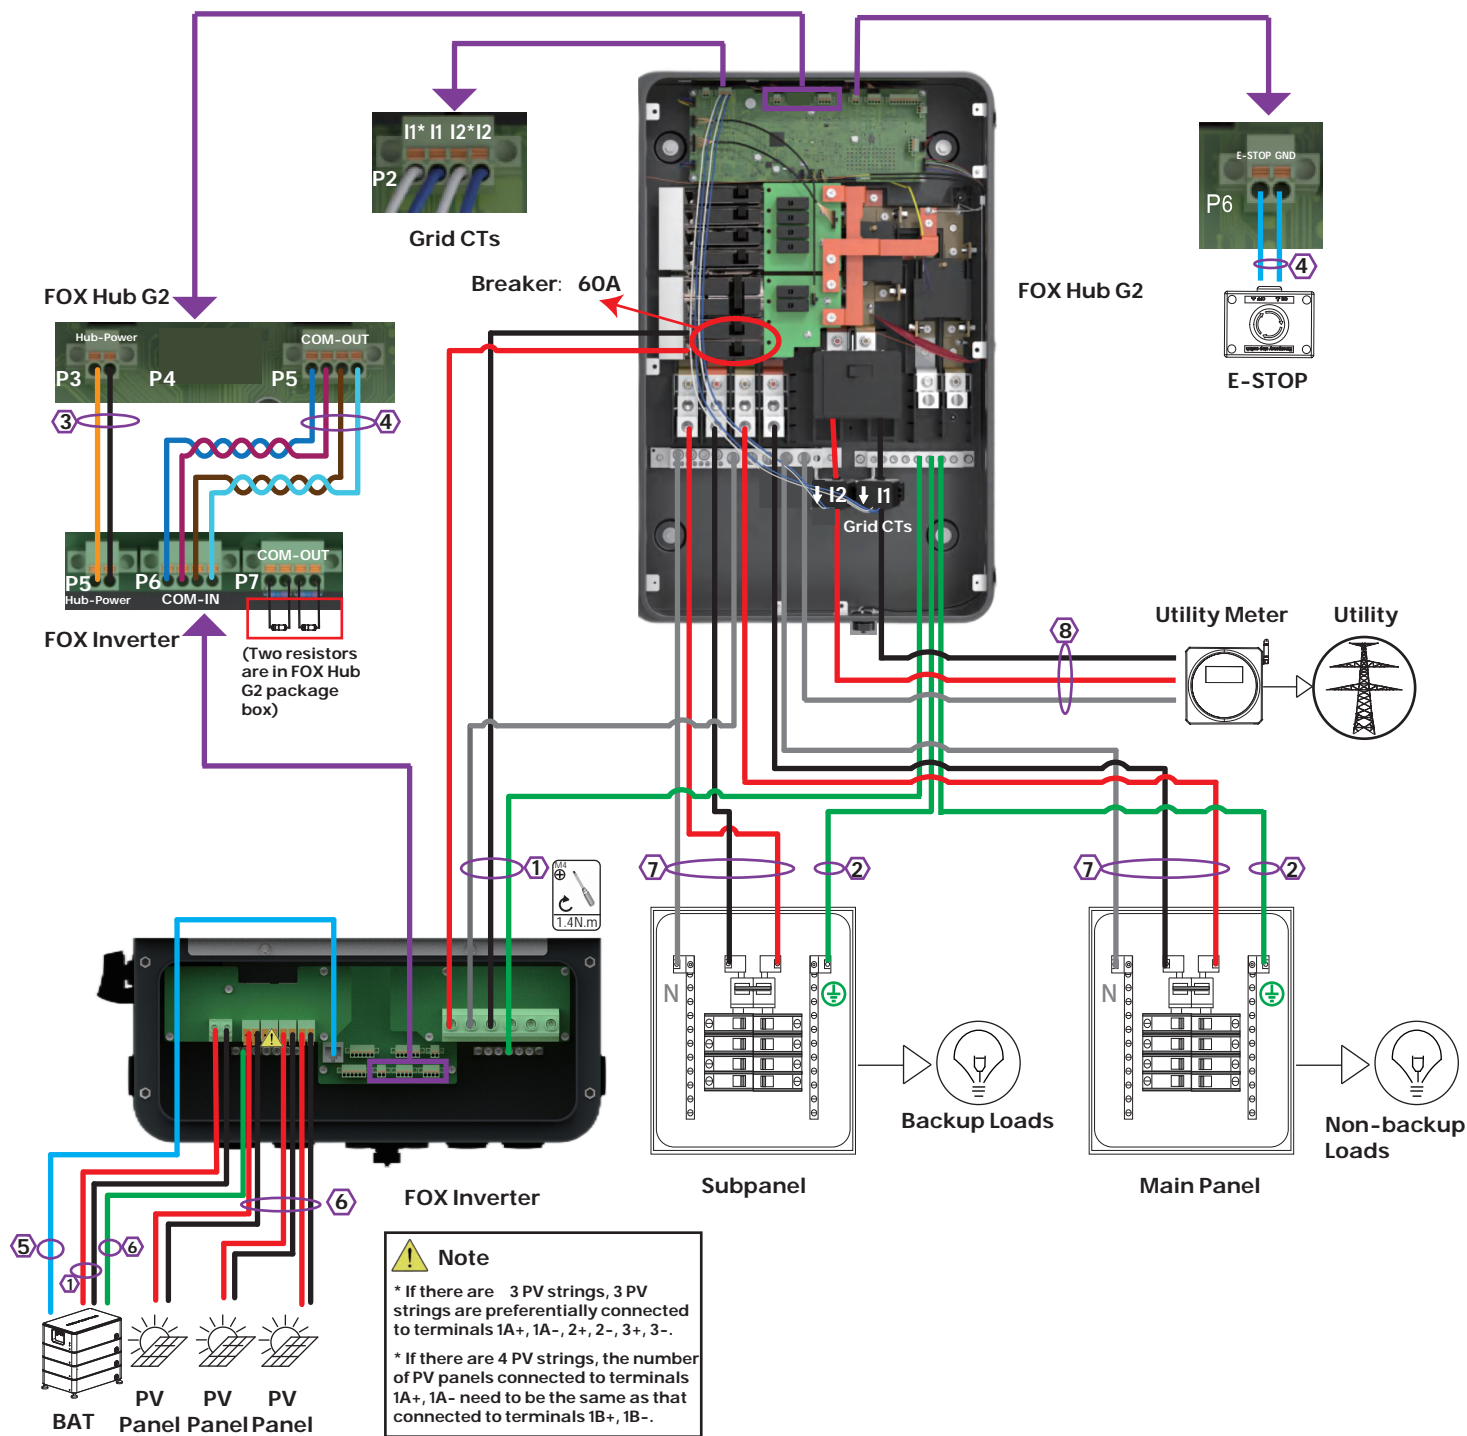 I1* I1 I2* I2
P2
Grid CTs
E-STOP GND
P6
4
E-STOP
Breaker: 60A
FOX Hub G2
FOX Hub G2
Hub-Power
COM-OUT
P3
P4
P5
3
4
P5
P6
P7
COM-OUT
Hub-Power
COM-IN
FOX Inverter
(Two resistors
are in FOX Hub
G2 package
box)
I2
I1
Grid CTs
8
Utility Meter
Utility
1
M4
1.4N.m
7
2
7
2
N
N
Backup Loads
Non-backup
Loads
Subpanel
Main Panel
FOX Inverter
6
5
1
6
BAT
PV
Panel
PV
Panel
PV
Panel
Note
* If there are 3 PV strings, 3 PV
strings are preferentially connected
to terminals 1A+, 1A-, 2+, 2-, 3+, 3-.
* If there are 4 PV strings, the number
of PV panels connected to terminals
1A+, 1A- need to be the same as that
connected to terminals 1B+, 1B-.